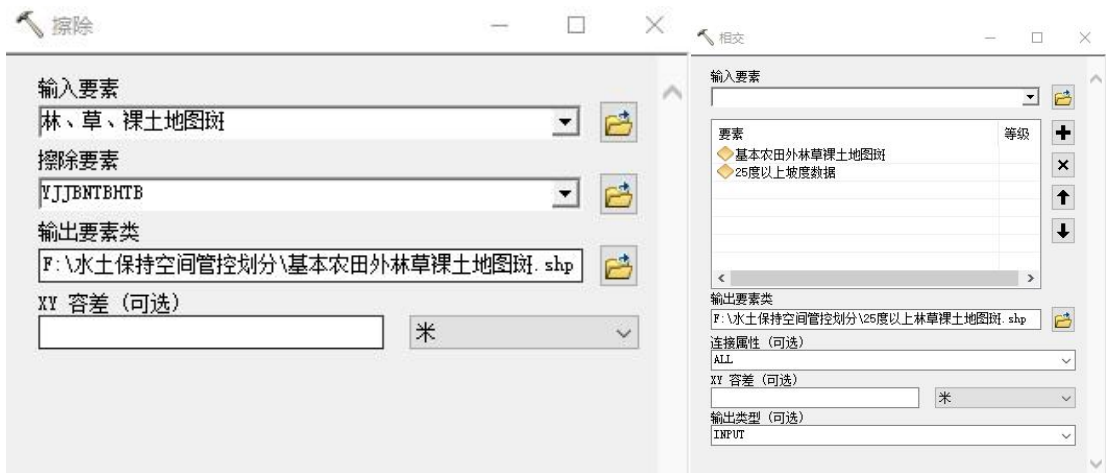 擦除
输入要素
林、草、裸土地图斑
擦除要素
YJJBNTBHTB
输出要素类
F:\水土保持空间管控划分\基本农田外林草裸土地图斑.shp
XY 容差 (可选)
米
相交
输入要素
要素 等级
基本农田外林草裸土地图斑
25度以上坡度数据
输出要素类
F:\水土保持空间管控划分\25度以上林草裸土地图斑.shp
连接属性 (可选)
ALL
XY 容差 (可选)
米
输出类型 (可选)
INPUT